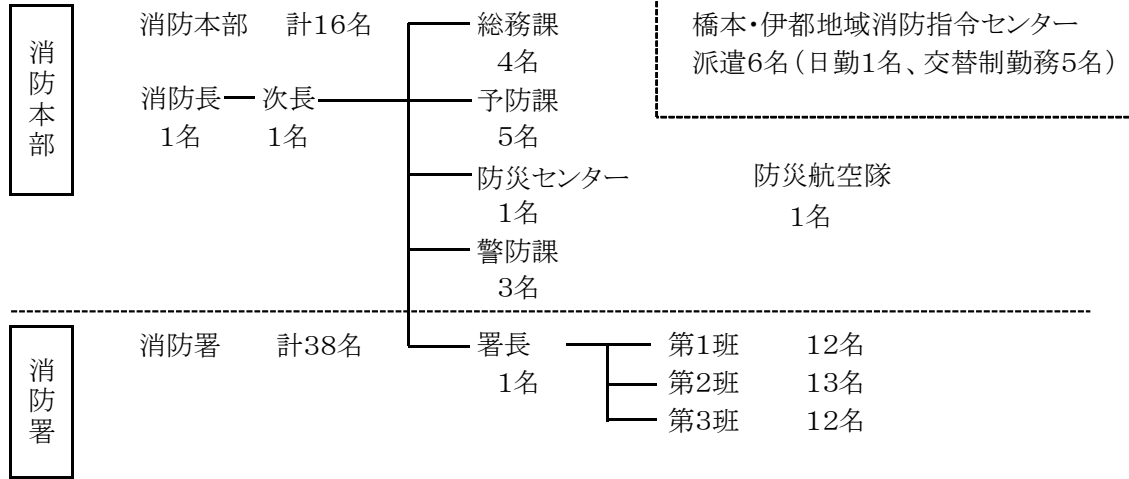 消防本部
消防本部 計16名
総務課
4名
橋本・伊都地域消防指令センター
派遣6名(日勤1名、交替制勤務5名)
消防長 次長
1名 1名
予防課
5名
防災センター
1名
防災航空隊
1名
警防課
3名
消防署
消防署 計38名
署長
1名
第1班 12名
第2班 13名
第3班 12名